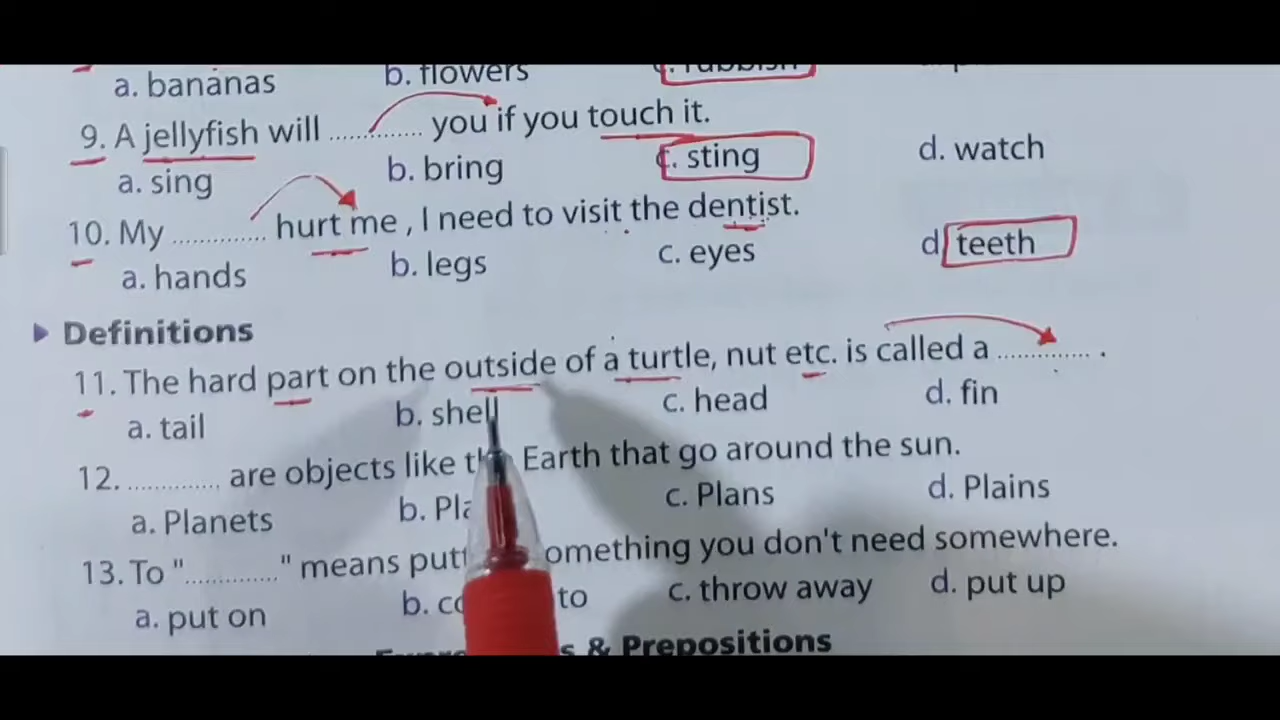 a. bananas b. flowers c. rubbish
9. A jellyfish will .............. you if you touch it.
a. sing b. bring c. sting d. watch
10. My .............. hurt me , I need to visit the dentist.
a. hands b. legs c. eyes d. teeth
Definitions
11. The hard part on the outside of a turtle, nut etc. is called a .............. .
a. tail b. shell c. head d. fin
12. .............. are objects like the Earth that go around the sun.
a. Planets b. c. Plans d. Plains
13. To ".............." means something you don't need somewhere.
a. put on b. to c. throw away d. put up
& Prepositions